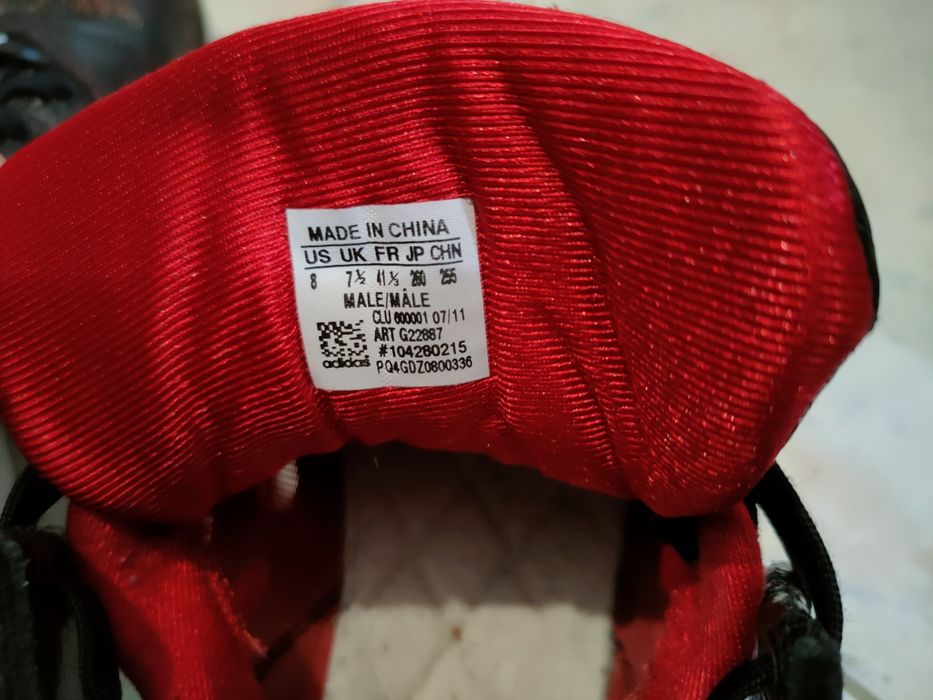 MADE IN CHINA
US UK FR JP CHN
8 7½ 41⅓ 260 255
MALE/MÂLE
CLU 600001 07/11
ART G22887
#104280215
adidas PQ4GDZ0800336